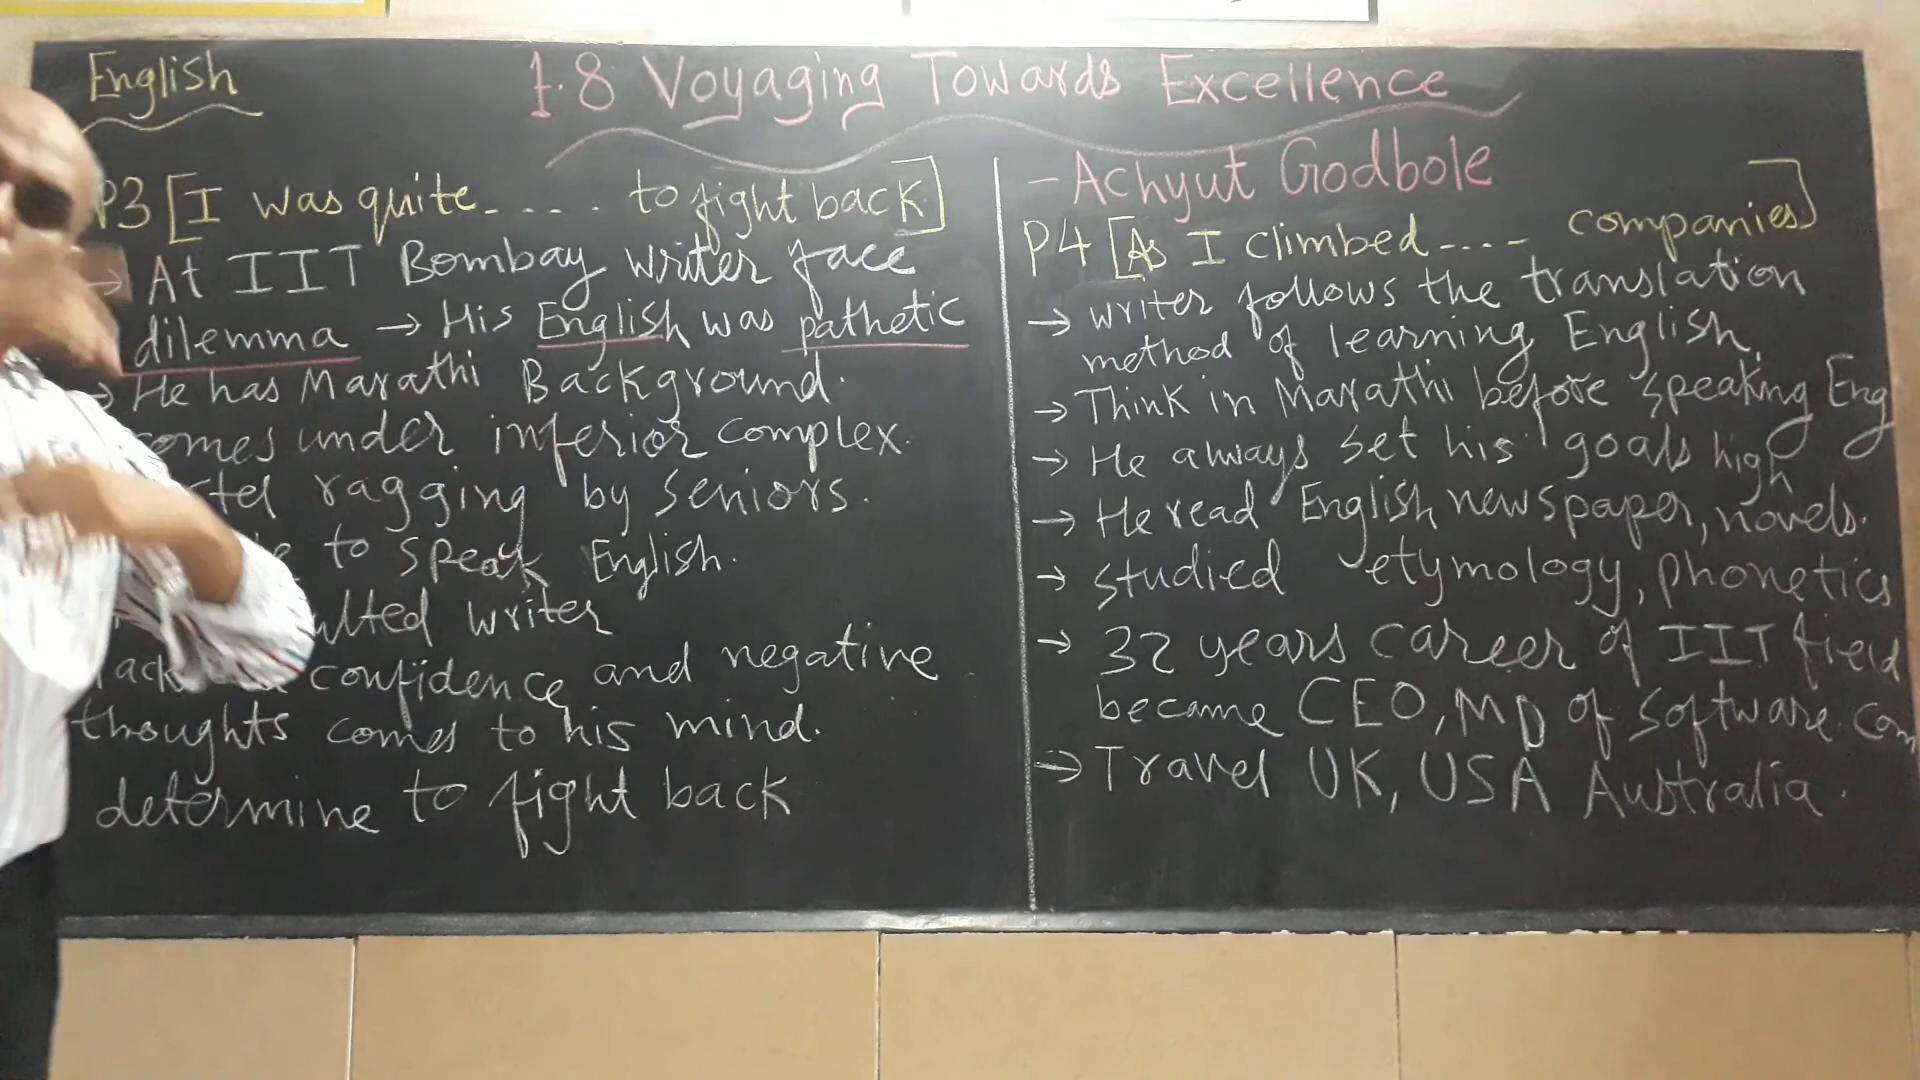 English
1.8 Voyaging Towards Excellence
- Achyut Godbole
P3 [I was quite..... to fight back]
→ At IIT Bombay writer face
dilemma → His English was pathetic
→ He has Marathi Background.
comes under inferior complex.
ragging by seniors.
to speak English.
writer
confidence and negative
thoughts comes to his mind.
determine to fight back
P4 [As I climbed.... companies]
→ writer follows the translation
method of learning English.
→ Think in Marathi before speaking Eng
→ He always set his goals high
→ He read English newspaper, novels.
→ studied etymology, phonetics
→ 32 years career of IIT field
became CEO, MD of software com
→ Travel UK, USA Australia.